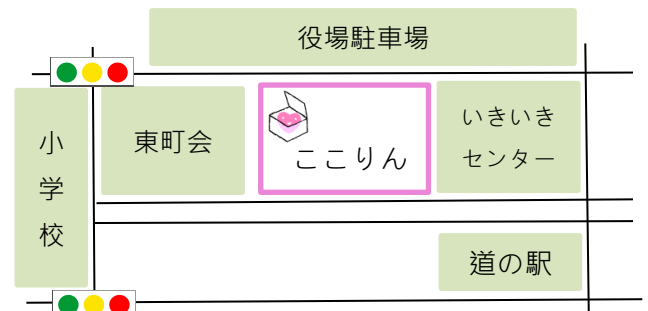 役場駐車場
小学校
東町会
ここりん
いきいき
センター
道の駅